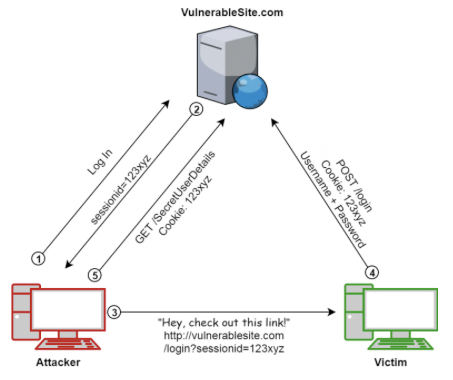 VulnerableSite.com
2
Log In
sessionid=123xyz
GET /SecretUserDetails
Cookie: 123xyz
POST /login
Cookie: 123xyz
Username + Password
1
5
4
3
"Hey, check out this link!"
http://vulnerablesite.com
/login?sessionid=123xyz
Attacker
Victim